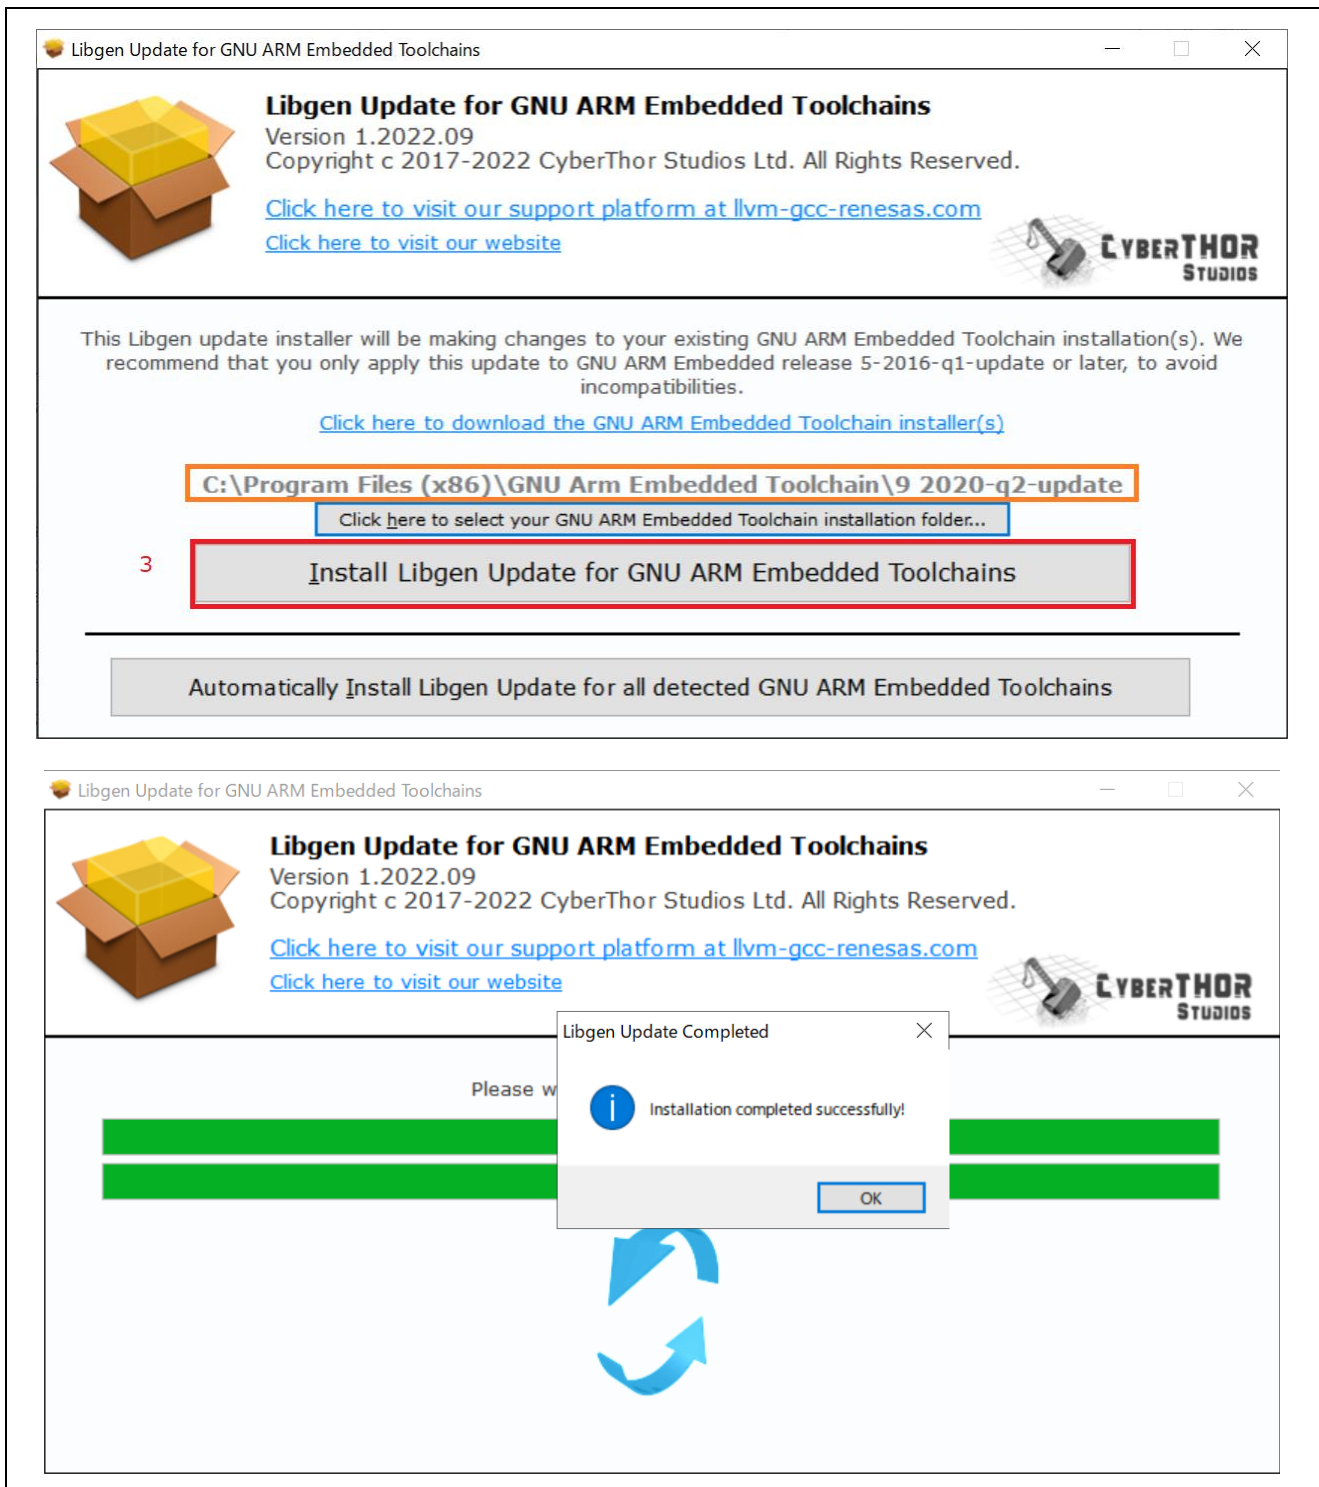 Libgen Update for GNU ARM Embedded Toolchains
Libgen Update for GNU ARM Embedded Toolchains
Version 1.2022.09
Copyright c 2017-2022 CyberThor Studios Ltd. All Rights Reserved.
Click here to visit our support platform at llvm-gcc-renesas.com
Click here to visit our website
CYBERTHOR
STUDIOS
This Libgen update installer will be making changes to your existing GNU ARM Embedded Toolchain installation(s). We
recommend that you only apply this update to GNU ARM Embedded release 5-2016-q1-update or later, to avoid
incompatibilities.
Click here to download the GNU ARM Embedded Toolchain installer(s)
C:\Program Files (x86)\GNU Arm Embedded Toolchain\9 2020-q2-update
Click here to select your GNU ARM Embedded Toolchain installation folder...
3
Install Libgen Update for GNU ARM Embedded Toolchains
Automatically Install Libgen Update for all detected GNU ARM Embedded Toolchains
Libgen Update for GNU ARM Embedded Toolchains
Libgen Update for GNU ARM Embedded Toolchains
Version 1.2022.09
Copyright c 2017-2022 CyberThor Studios Ltd. All Rights Reserved.
Click here to visit our support platform at llvm-gcc-renesas.com
Click here to visit our website
CYBERTHOR
STUDIOS
Libgen Update Completed
Please w
Installation completed successfully!
OK